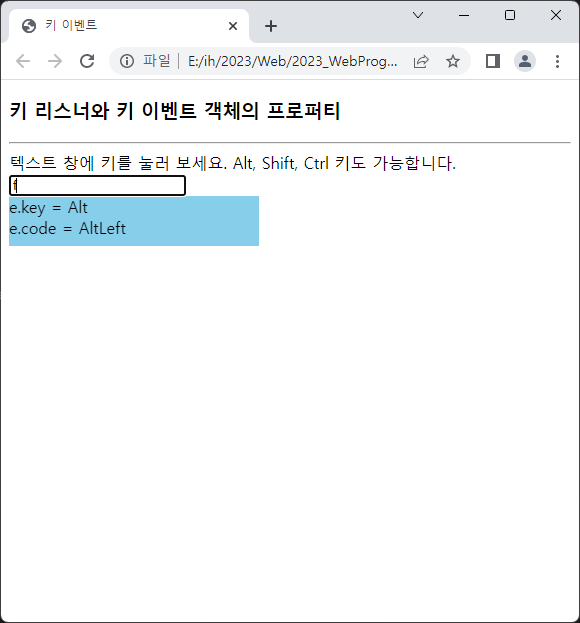 키 이벤트
파일 E:/ih/2023/Web/2023_WebProg...
키 리스너와 키 이벤트 객체의 프로퍼티
텍스트 창에 키를 눌러 보세요. Alt, Shift, Ctrl 키도 가능합니다.
f
e.key = Alt
e.code = AltLeft